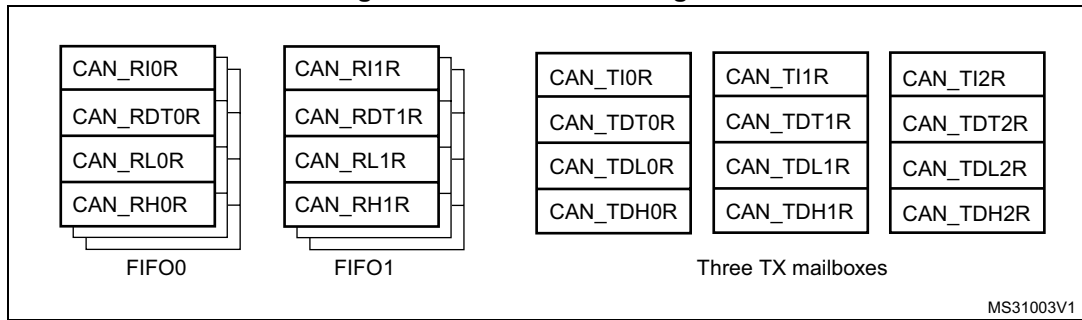 CAN_RI0R
CAN_RDT0R
CAN_RL0R
CAN_RH0R
FIFO0
CAN_RI1R
CAN_RDT1R
CAN_RL1R
CAN_RH1R
FIFO1
CAN_TI0R
CAN_TDT0R
CAN_TDL0R
CAN_TDH0R
CAN_TI1R
CAN_TDT1R
CAN_TDL1R
CAN_TDH1R
CAN_TI2R
CAN_TDT2R
CAN_TDL2R
CAN_TDH2R
Three TX mailboxes
MS31003V1